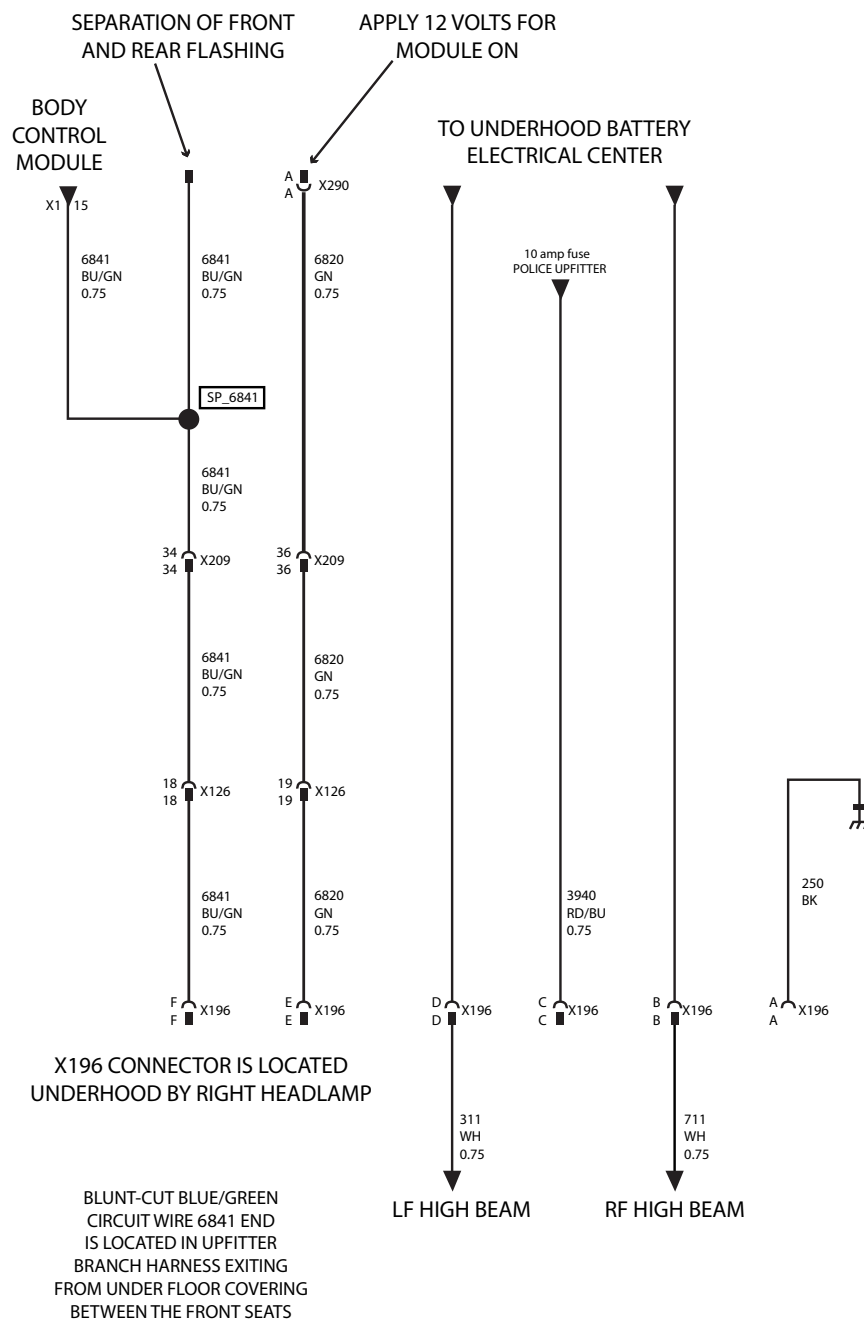 SEPARATION OF FRONT
AND REAR FLASHING
APPLY 12 VOLTS FOR
MODULE ON
BODY
CONTROL
MODULE
TO UNDERHOOD BATTERY
ELECTRICAL CENTER
X1 15
A
A
X290
6841
BU/GN
0.75
6841
BU/GN
0.75
6820
GN
0.75
10 amp fuse
POLICE UPFITTER
SP_6841
6841
BU/GN
0.75
34
34
X209
36
36
X209
6841
BU/GN
0.75
6820
GN
0.75
18
18
X126
19
19
X126
6841
BU/GN
0.75
6820
GN
0.75
3940
RD/BU
0.75
250
BK
F
F
X196
E
E
X196
D
D
X196
C
C
X196
B
B
X196
A
A
X196
X196 CONNECTOR IS LOCATED
UNDERHOOD BY RIGHT HEADLAMP
311
WH
0.75
711
WH
0.75
LF HIGH BEAM
RF HIGH BEAM
BLUNT-CUT BLUE/GREEN
CIRCUIT WIRE 6841 END
IS LOCATED IN UPFITTER
BRANCH HARNESS EXITING
FROM UNDER FLOOR COVERING
BETWEEN THE FRONT SEATS